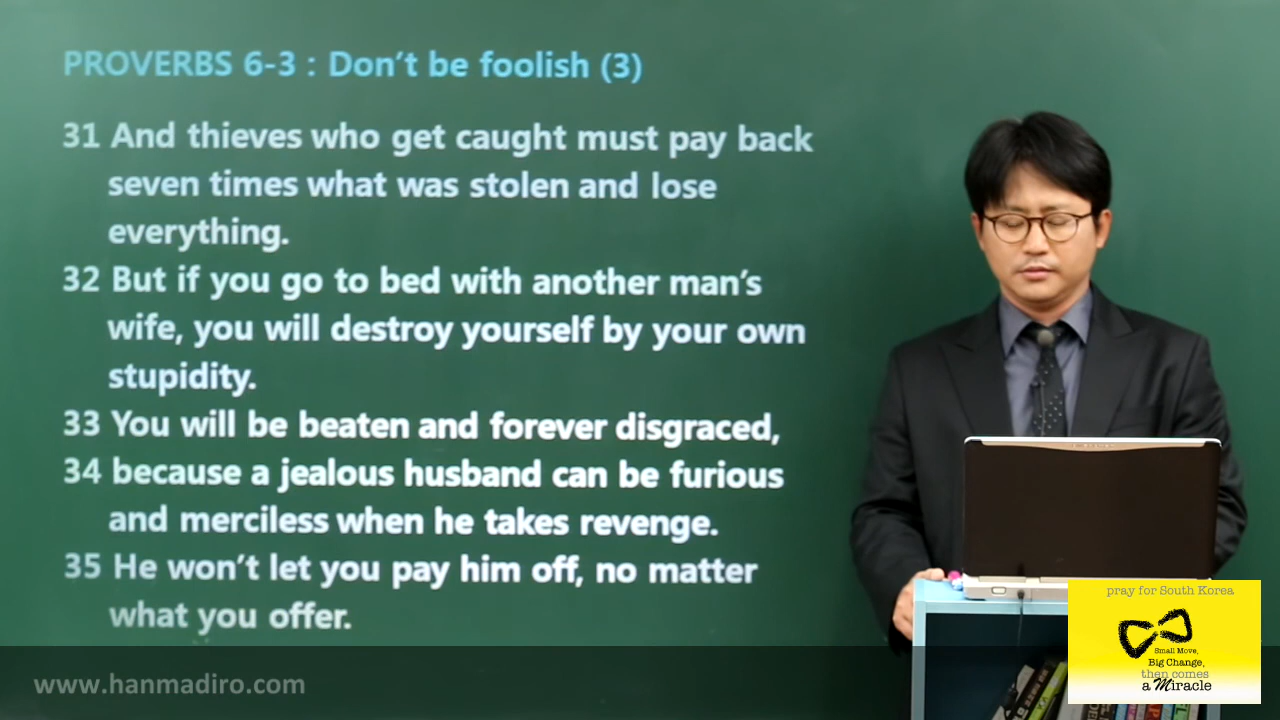 PROVERBS 6-3 : Don't be foolish (3)
31 And thieves who get caught must pay back
seven times what was stolen and lose
everything.
32 But if you go to bed with another man's
wife, you will destroy yourself by your own
stupidity.
33 You will be beaten and forever disgraced,
34 because a jealous husband can be furious
and merciless when he takes revenge.
35 He won't let you pay him off, no matter
what you offer.
www.hanmadiro.com
pray for South Korea
Small Move,
Big Change,
then comes
a Miracle